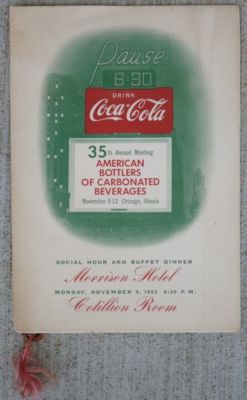 Pause
6:30
DRINK
Coca-Cola
35th Annual Meeting
AMERICAN
BOTTLERS
OF CARBONATED
BEVERAGES
November 9-12 Chicago, Illinois
SOCIAL HOUR AND BUFFET DINNER
Morrison Hotel
MONDAY, NOVEMBER 9, 1953 6:30 P.M.
Cotillion Room